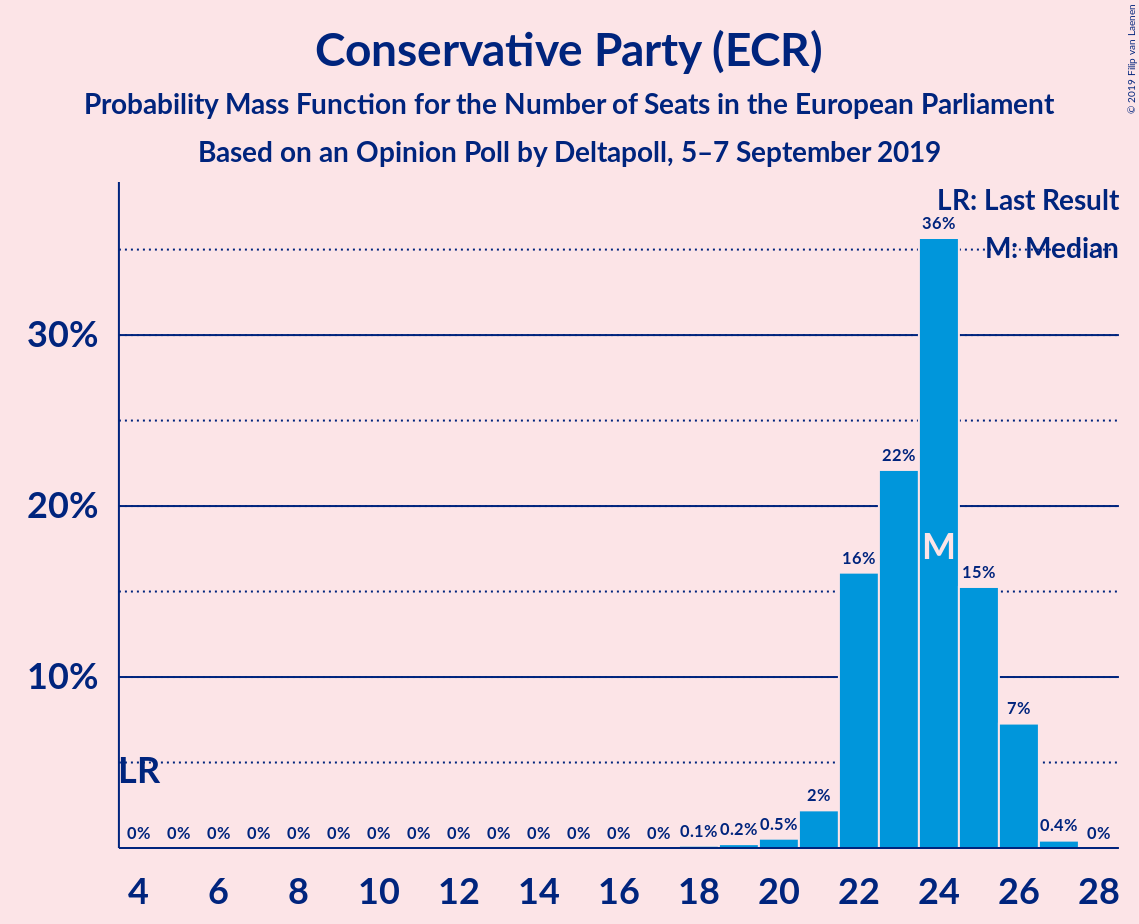 Conservative Party (ECR)
Probability Mass Function for the Number of Seats in the European Parliament
Based on an Opinion Poll by Deltapoll, 5–7 September 2019
© 2019 Filip van Laenen
LR: Last Result
M: Median
36%
30%
22%
20%
M
16%
15%
10%
7%
LR
2%
0% 0% 0% 0% 0% 0% 0% 0% 0% 0% 0% 0% 0% 0% 0.1% 0.2% 0.5% 0.4% 0%
4 6 8 10 12 14 16 18 20 22 24 26 28